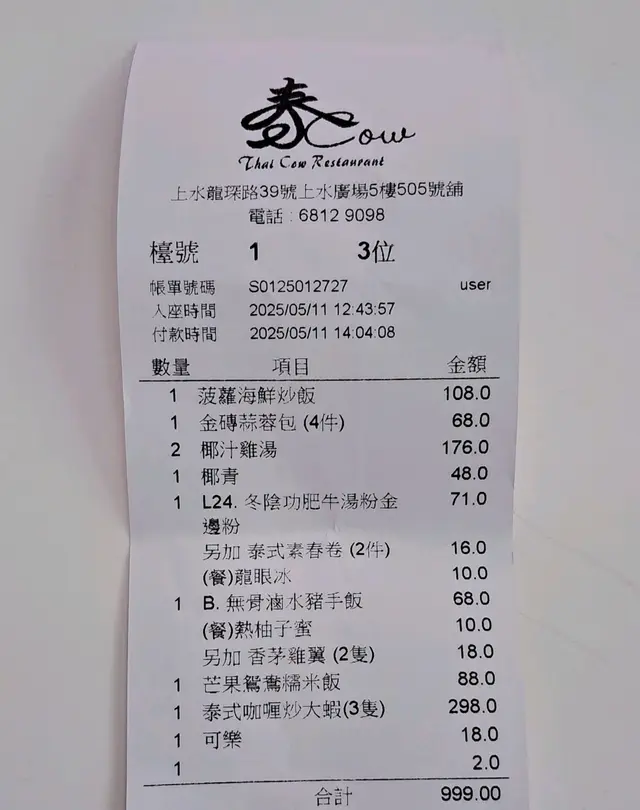 泰Cow
Thai Cow Restaurant
上水龍琛路39號上水廣場5樓505號舖
電話 : 6812 9098
檯號 1 3位
帳單號碼 S0125012727 user
入座時間 2025/05/11 12:43:57
付款時間 2025/05/11 14:04:08
數量 項目 金額
1 菠蘿海鮮炒飯 108.0
1 金磚蒜蓉包 (4件) 68.0
2 椰汁雞湯 176.0
1 椰青 48.0
1 L24. 冬陰功肥牛湯粉金 71.0
邊粉
另加 泰式素春卷 (2件) 16.0
(餐)龍眼冰 10.0
1 B. 無骨滷水豬手飯 68.0
(餐)熱柚子蜜 10.0
另加 香茅雞翼 (2隻) 18.0
1 芒果鴛鴦糯米飯 88.0
1 泰式咖喱炒大蝦(3隻) 298.0
1 可樂 18.0
1 2.0
合計 999.00